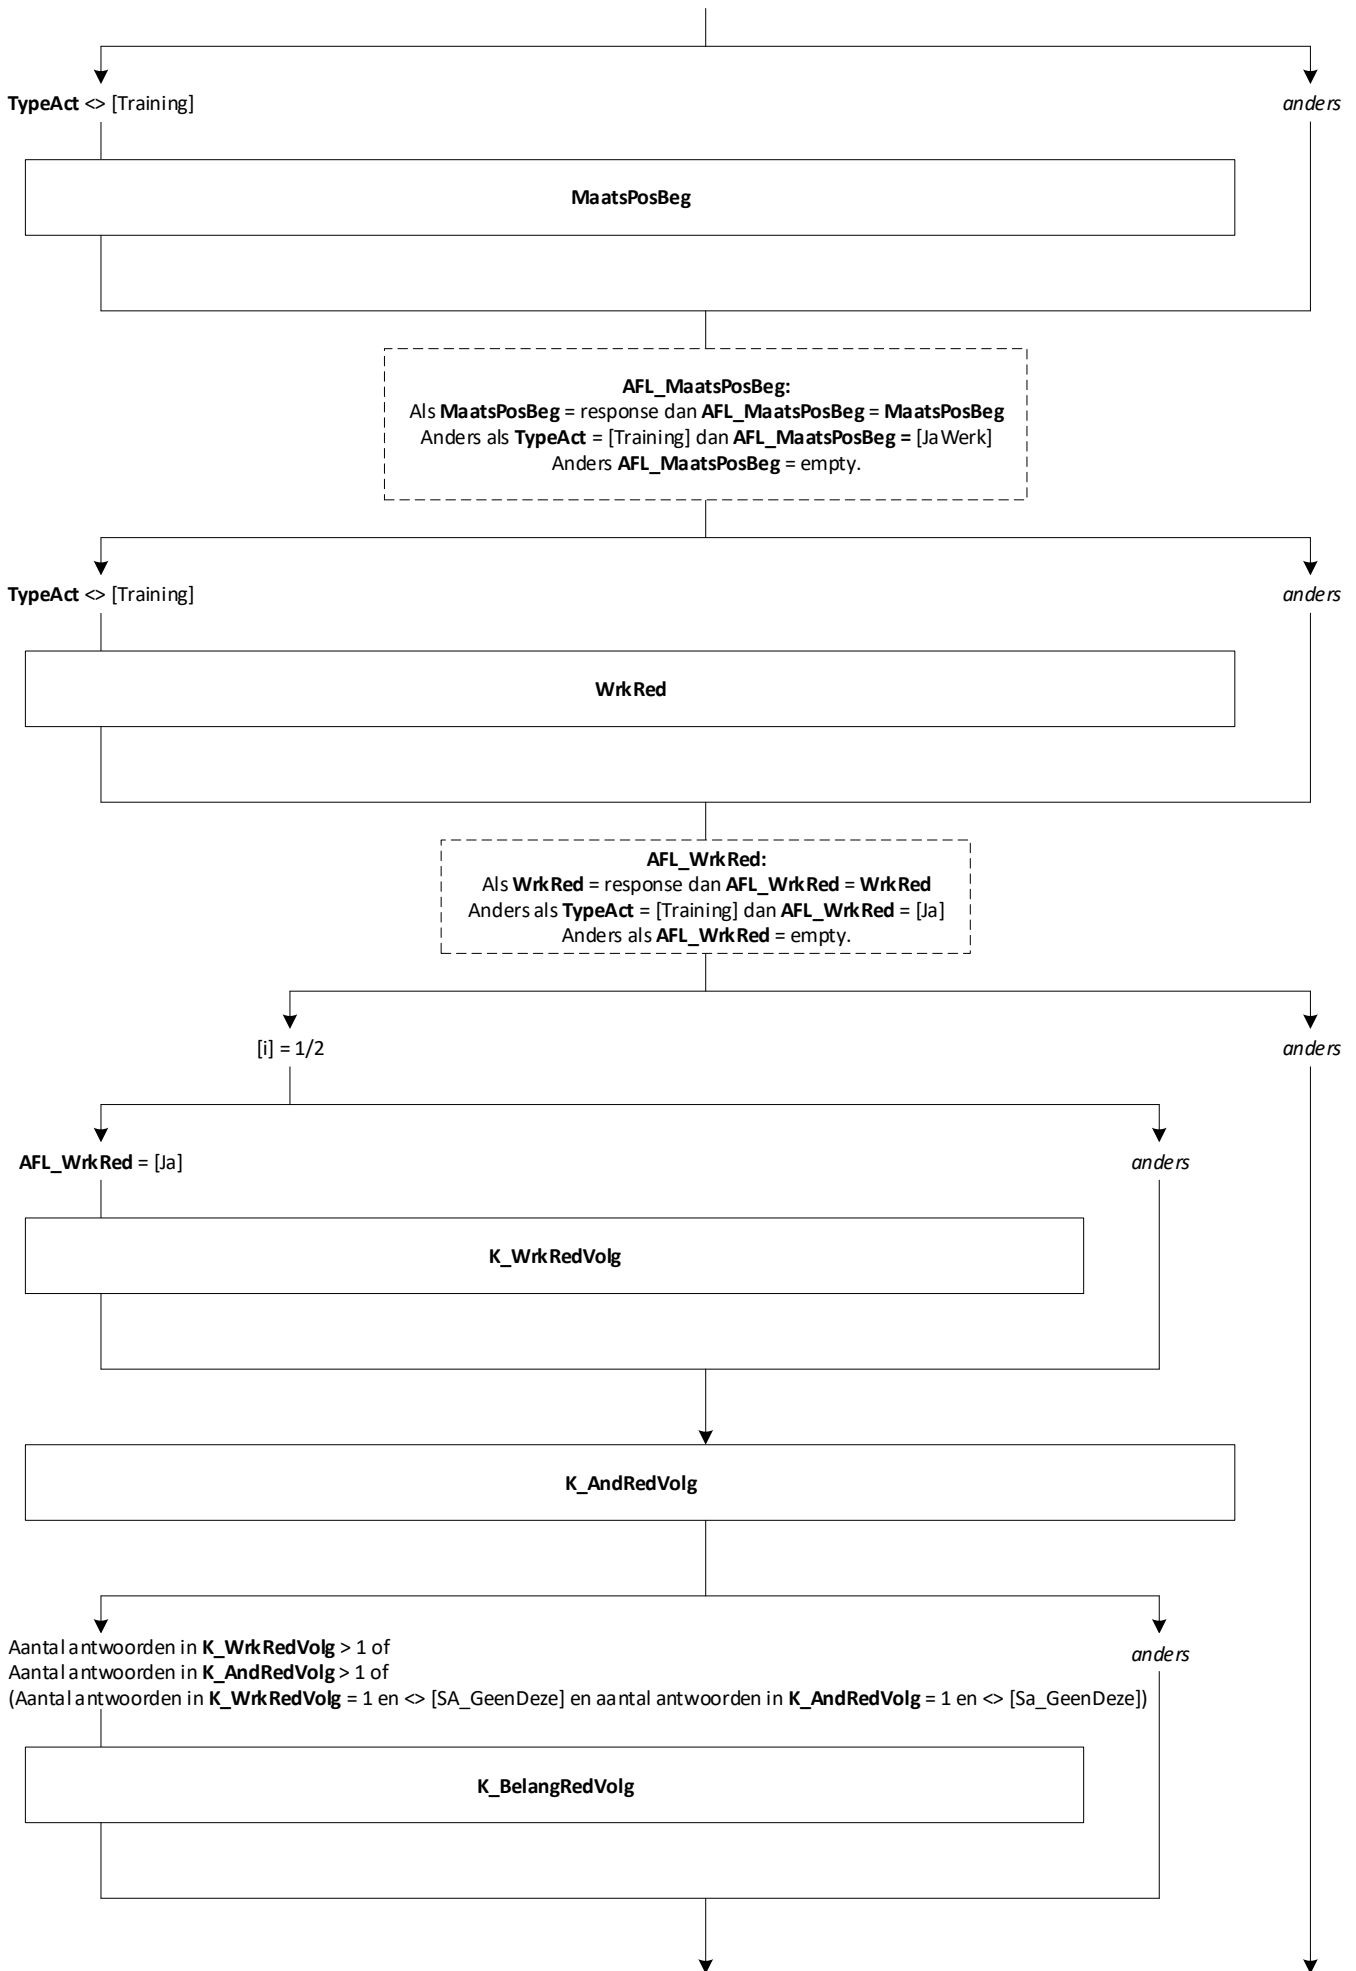 TypeAct <> [Training]
anders
MaatsPosBeg
AFL_MaatsPosBeg:
Als MaatsPosBeg = response dan AFL_MaatsPosBeg = MaatsPosBeg
Anders als TypeAct = [Training] dan AFL_MaatsPosBeg = [JaWerk]
Anders AFL_MaatsPosBeg = empty.
TypeAct <> [Training]
anders
WrkRed
AFL_WrkRed:
Als WrkRed = response dan AFL_WrkRed = WrkRed
Anders als TypeAct = [Training] dan AFL_WrkRed = [Ja]
Anders als AFL_WrkRed = empty.
[i] = 1/2
anders
AFL_WrkRed = [Ja]
anders
K_WrkRedVolg
K_AndRedVolg
Aantal antwoorden in K_WrkRedVolg > 1 of
anders
Aantal antwoorden in K_AndRedVolg > 1 of
(Aantal antwoorden in K_WrkRedVolg = 1 en <> [SA_GeenDeze] en aantal antwoorden in K_AndRedVolg = 1 en <> [Sa_GeenDeze])
K_BelangRedVolg